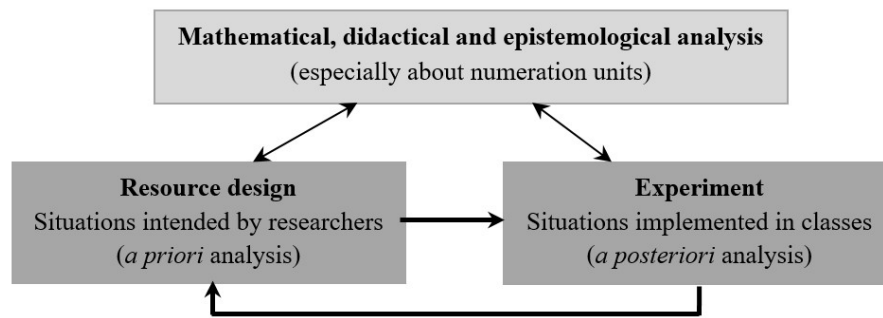 Mathematical, didactical and epistemological analysis
(especially about numeration units)
Resource design
Situations intended by researchers
(a priori analysis)
Experiment
Situations implemented in classes
(a posteriori analysis)